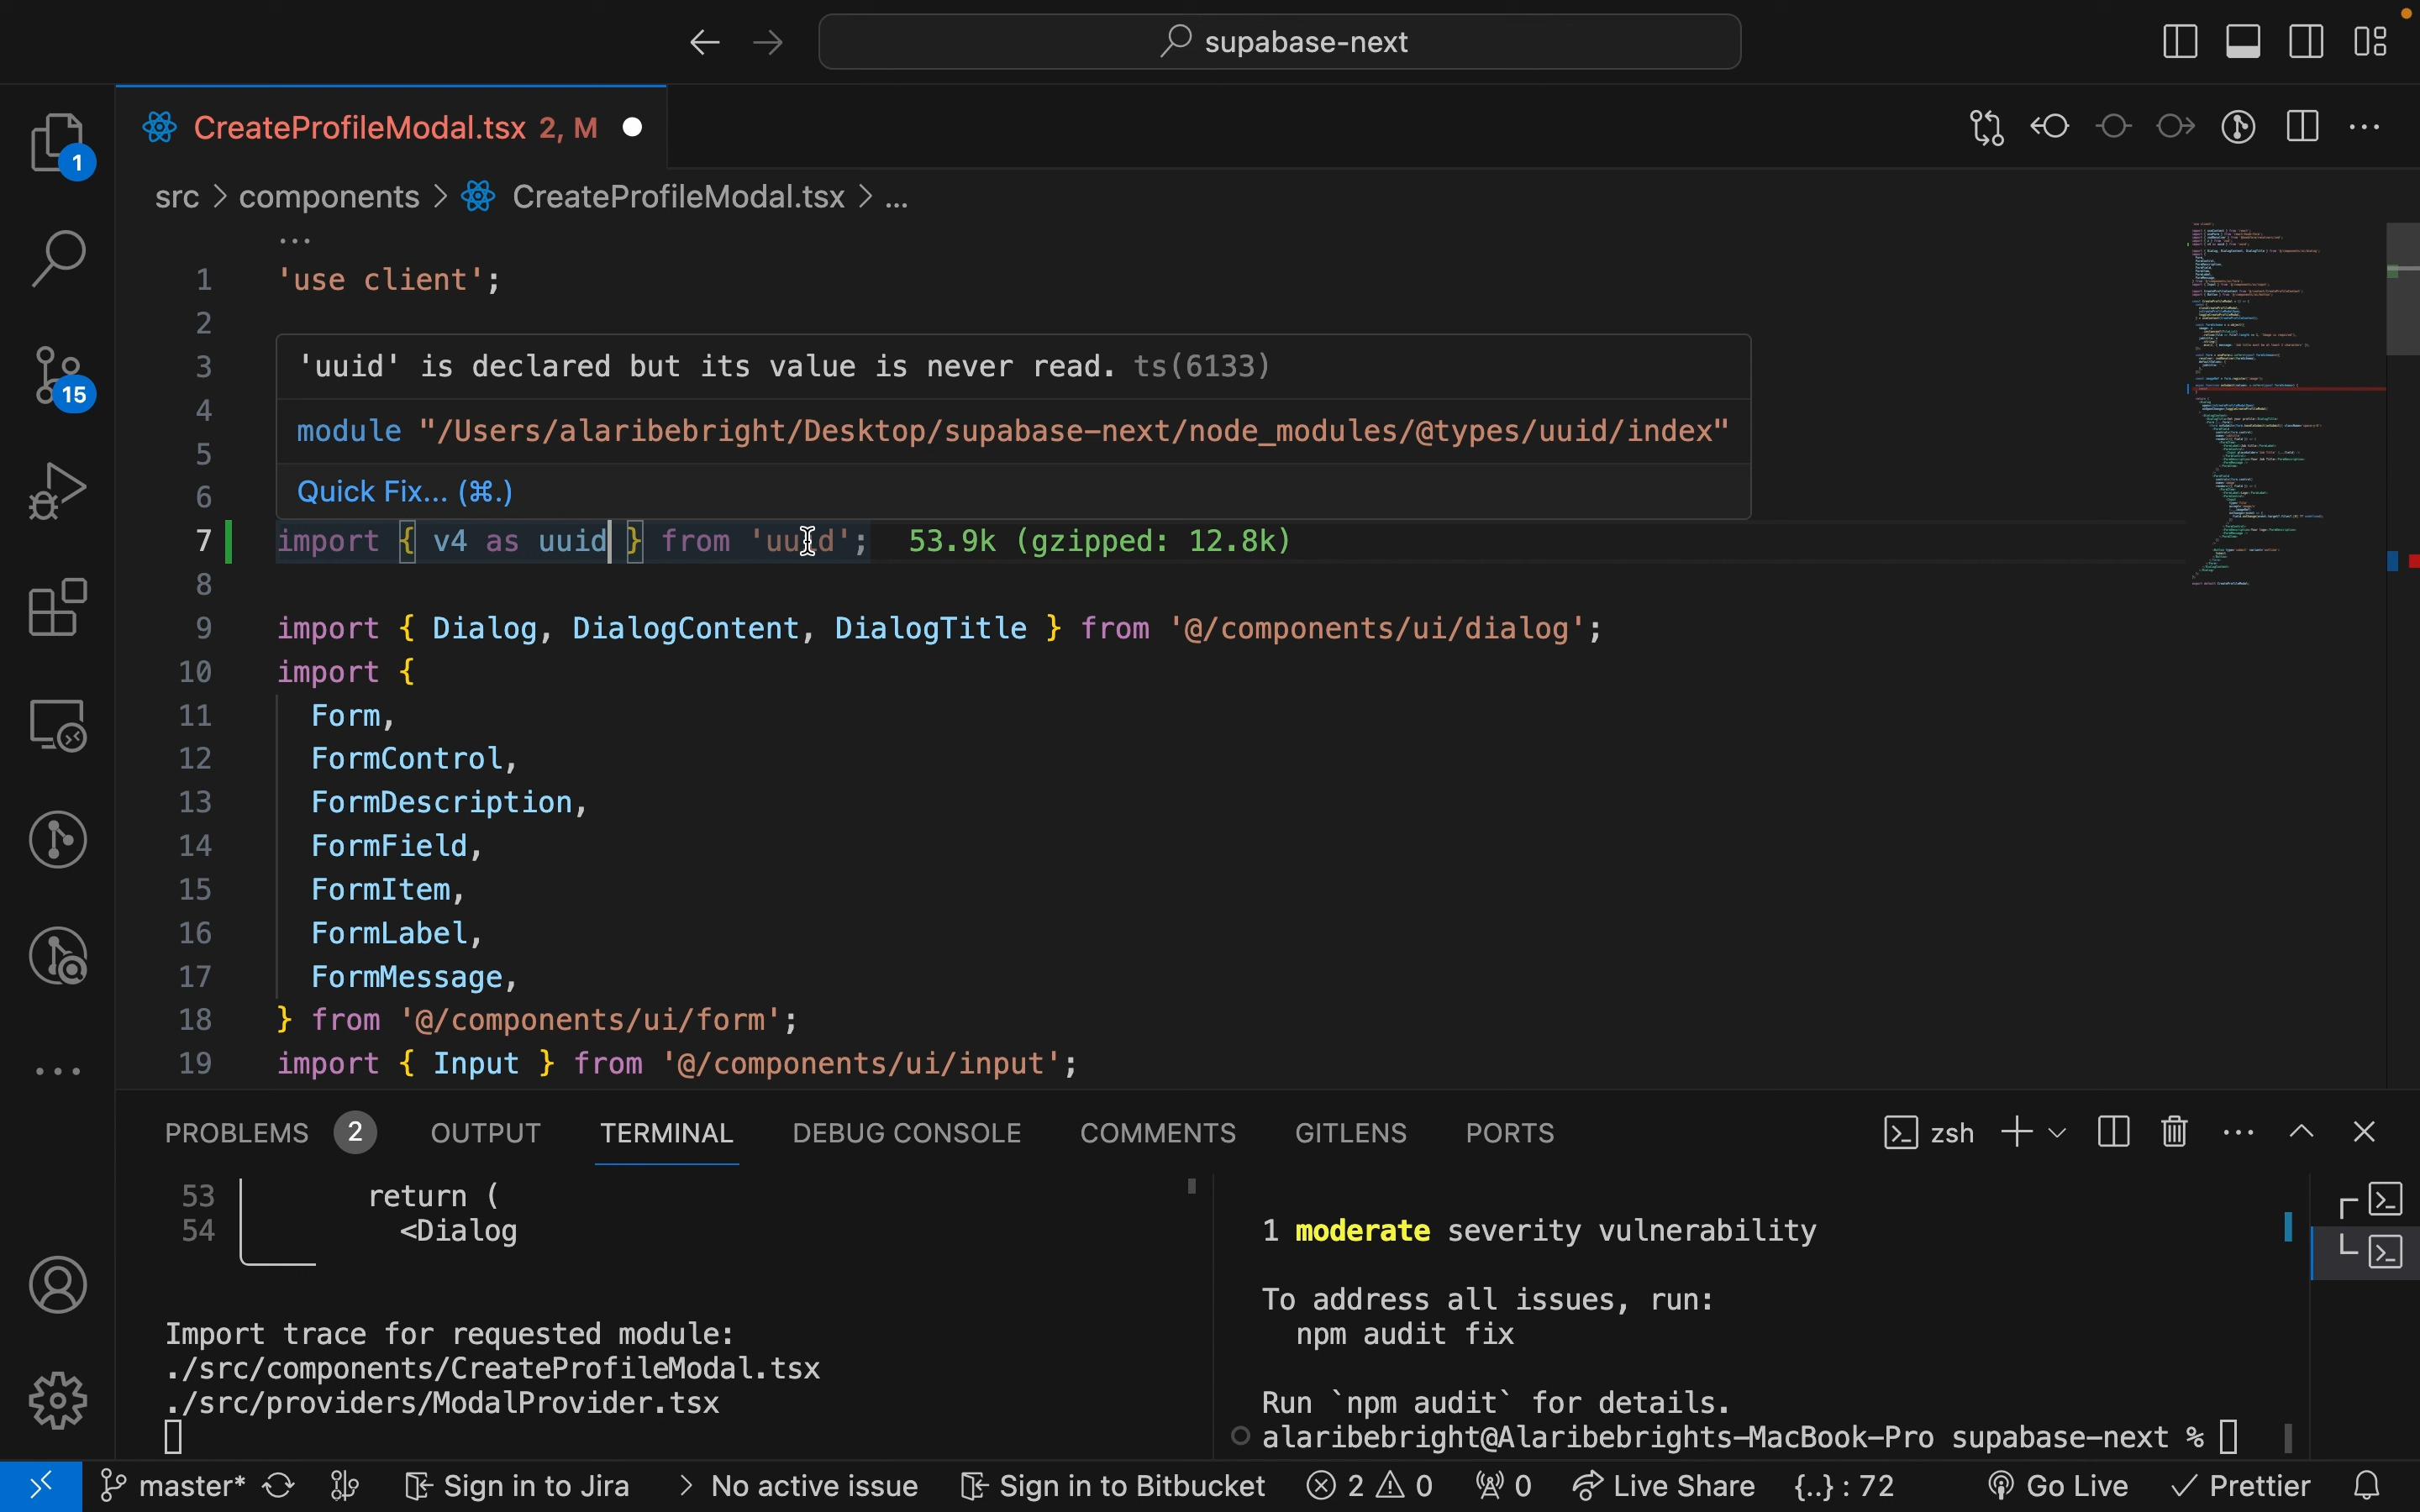 supabase-next
CreateProfileModal.tsx 2, M
src > components > CreateProfileModal.tsx > ...
1
15
...
1 'use client';
2
3
'uuid' is declared but its value is never read. ts(6133)
4
module "/Users/alaribebright/Desktop/supabase-next/node_modules/@types/uuid/index"
5
6
Quick Fix... (⌘.)
7 import { v4 as uuid } from 'uuid'; 53.9k (gzipped: 12.8k)
8
9 import { Dialog, DialogContent, DialogTitle } from '@/components/ui/dialog';
10 import {
11 Form,
12 FormControl,
13 FormDescription,
14 FormField,
15 FormItem,
16 FormLabel,
17 FormMessage,
18 } from '@/components/ui/form';
19 import { Input } from '@/components/ui/input';
PROBLEMS 2 OUTPUT TERMINAL DEBUG CONSOLE COMMENTS GITLENS PORTS zsh
53 return (
54 <Dialog
Import trace for requested module:
./src/components/CreateProfileModal.tsx
./src/providers/ModalProvider.tsx
1 moderate severity vulnerability
To address all issues, run:
npm audit fix
Run `npm audit` for details.
alaribebright@Alaribebrights-MacBook-Pro supabase-next %
master* Sign in to Jira > No active issue Sign in to Bitbucket 2 0 0 Live Share {..} : 72 Go Live Prettier